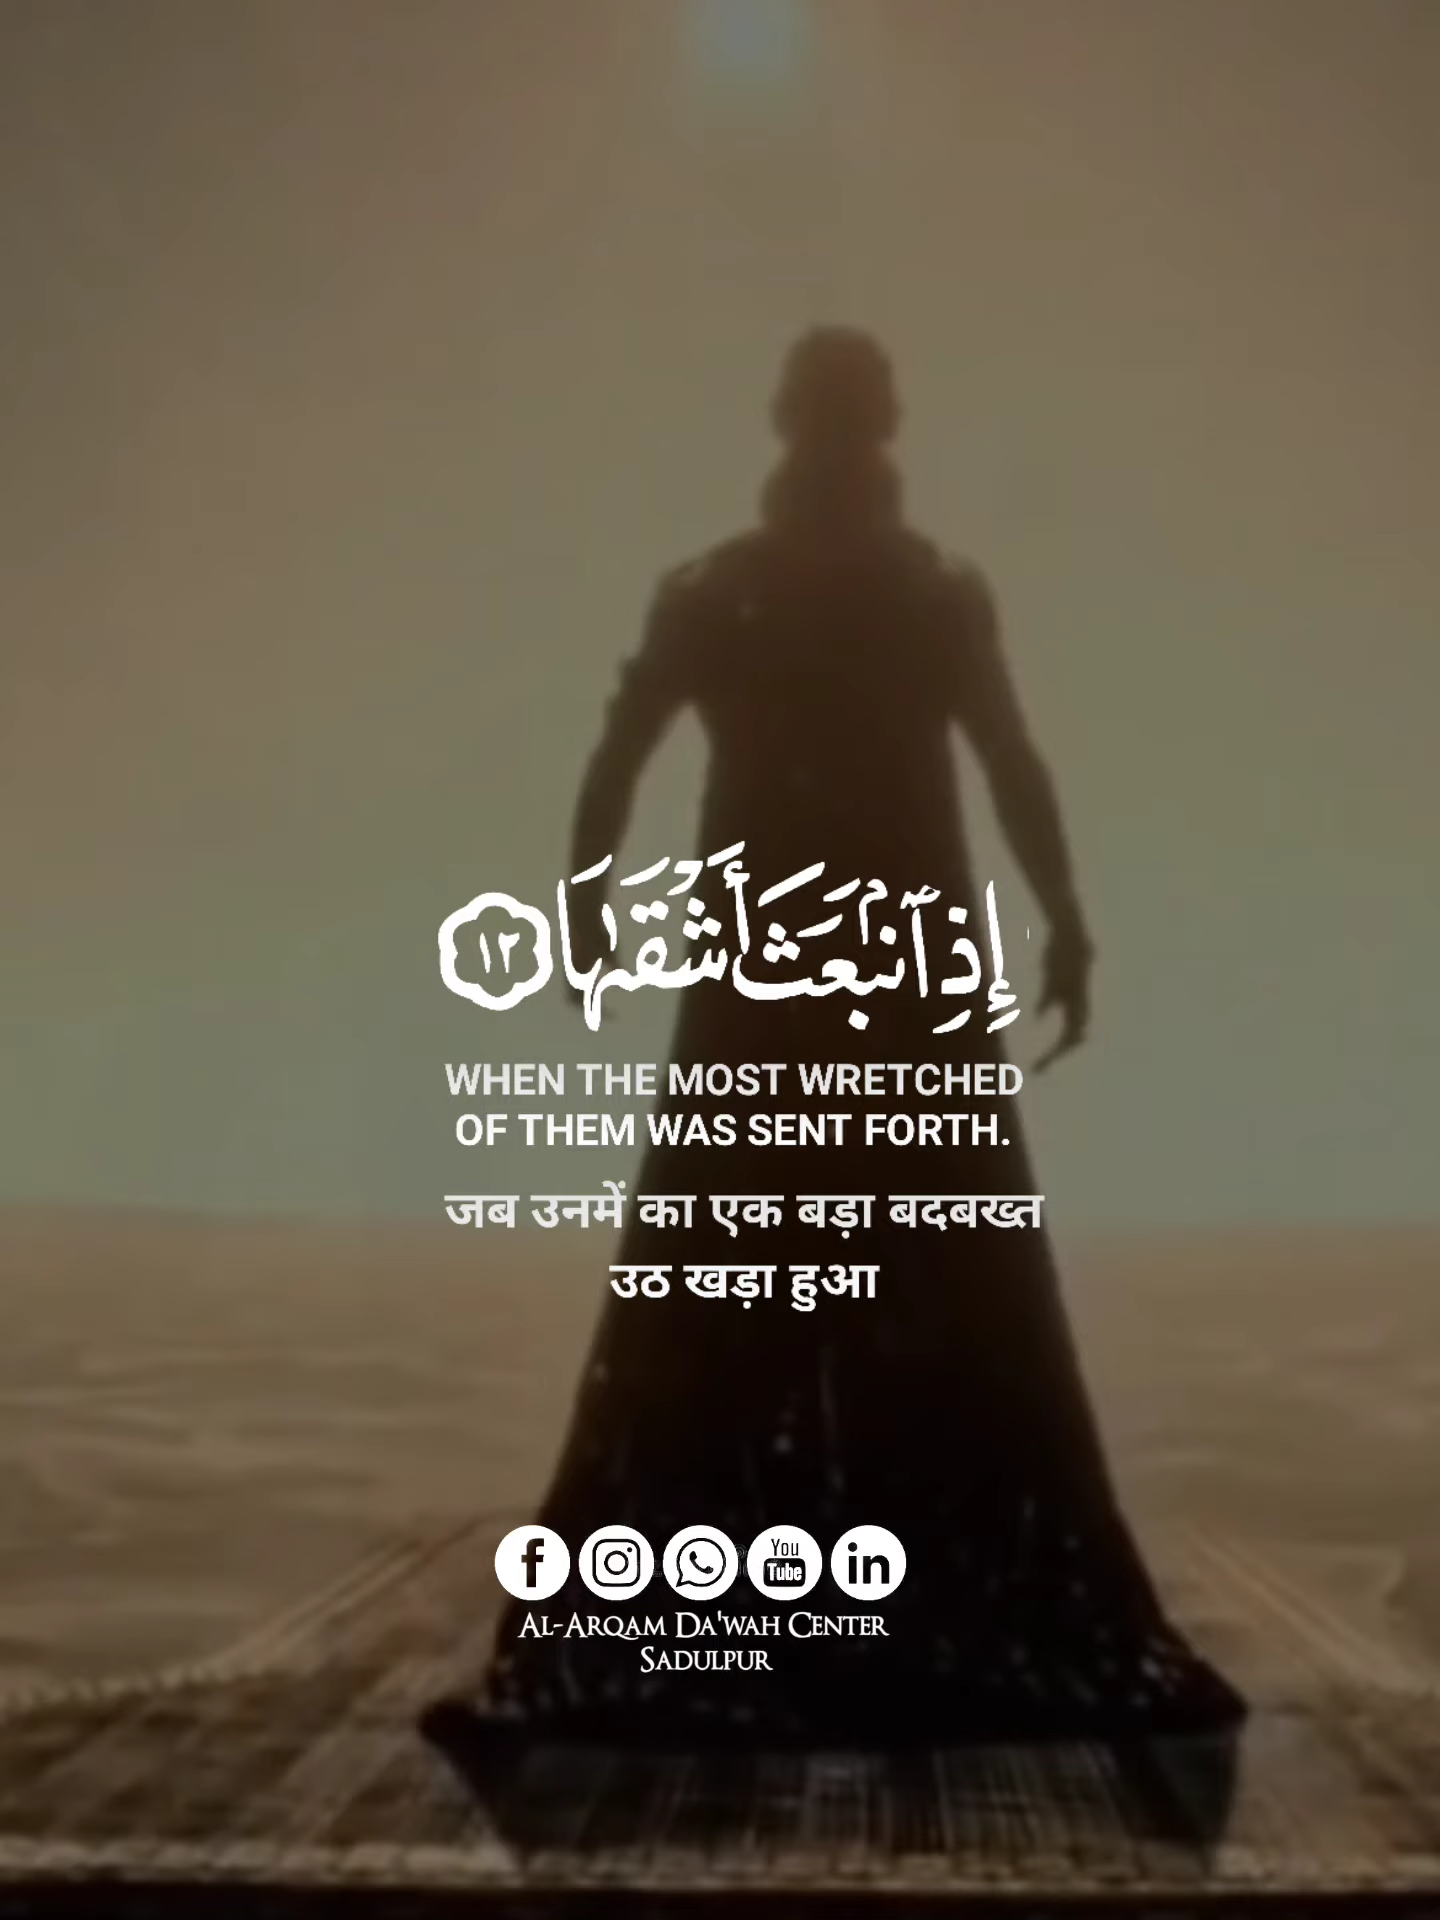 إِذِ ٱنۢبَعَثَ أَشْقَىٰهَا ١٢
WHEN THE MOST WRETCHED
OF THEM WAS SENT FORTH.
जब उनमें का एक बड़ा बदबख्त
उठ खड़ा हुआ
f You Tube in
AL-ARQAM DA'WAH CENTER
SADULPUR